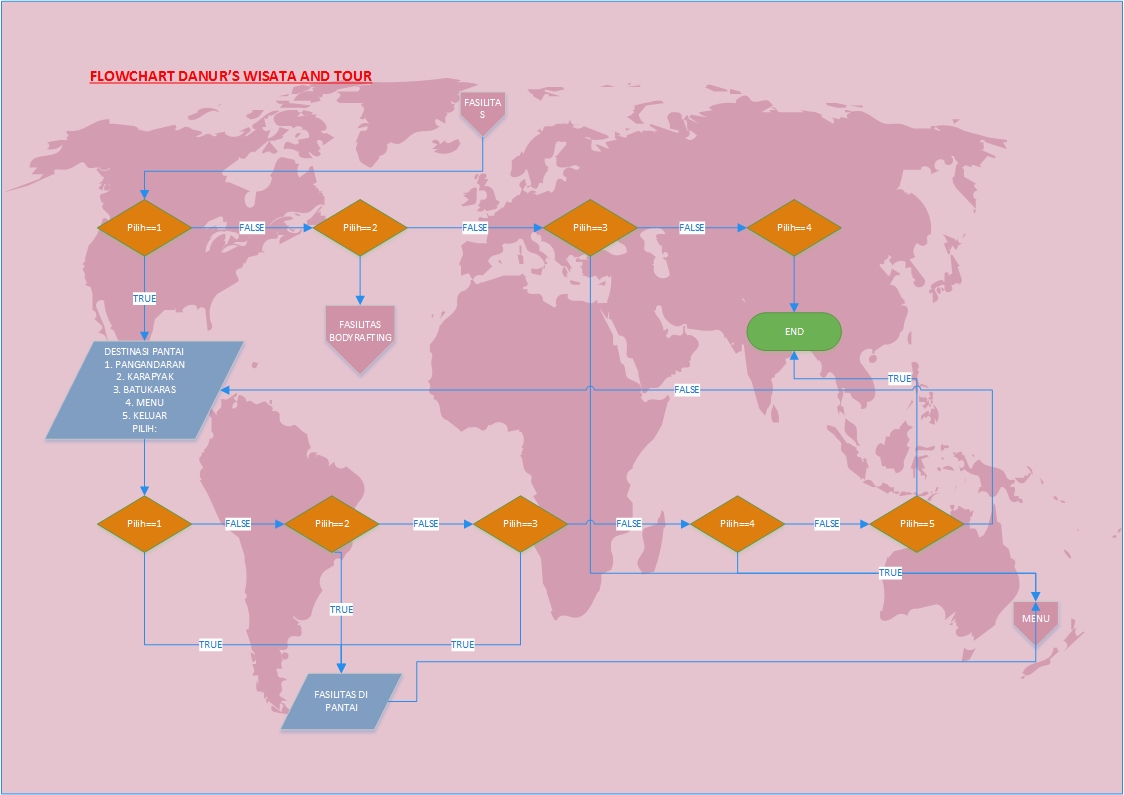 FLOWCHART DANUR'S WISATA AND TOUR
FASILITA
S
Pilih==1
FALSE
Pilih==2
FALSE
Pilih==3
FALSE
Pilih==4
TRUE
FASILITAS
BODYRAFTING
END
DESTINASI PANTAI
1. PANGANDARAN
2. KARAPYAK
3. BATUKARAS
4. MENU
5. KELUAR
PILIH:
TRUE
FALSE
Pilih==1
FALSE
Pilih==2
FALSE
Pilih==3
FALSE
Pilih==4
FALSE
Pilih==5
TRUE
TRUE
MENU
TRUE
TRUE
FASILITAS DI
PANTAI